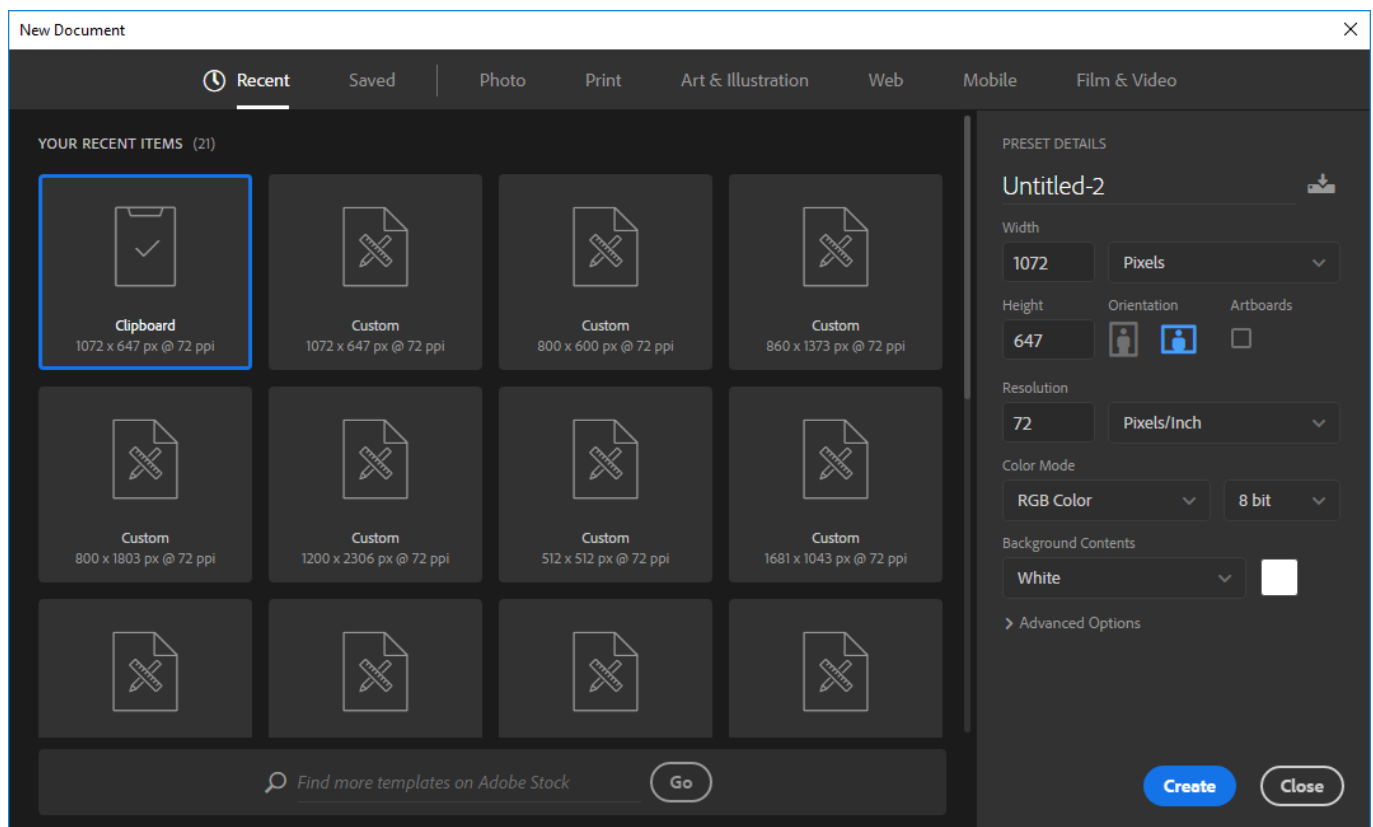 New Document
Recent Saved Photo Print Art & Illustration Web Mobile Film & Video
YOUR RECENT ITEMS (21)
Clipboard
1072 x 647 px @ 72 ppi
Custom
1072 x 647 px @ 72 ppi
Custom
800 x 600 px @ 72 ppi
Custom
860 x 1373 px @ 72 ppi
Custom
800 x 1803 px @ 72 ppi
Custom
1200 x 2306 px @ 72 ppi
Custom
512 x 512 px @ 72 ppi
Custom
1681 x 1043 px @ 72 ppi
Find more templates on Adobe Stock Go
PRESET DETAILS
Untitled-2
Width
1072 Pixels
Height Orientation Artboards
647
Resolution
72 Pixels/Inch
Color Mode
RGB Color 8 bit
Background Contents
White
Advanced Options
Create Close